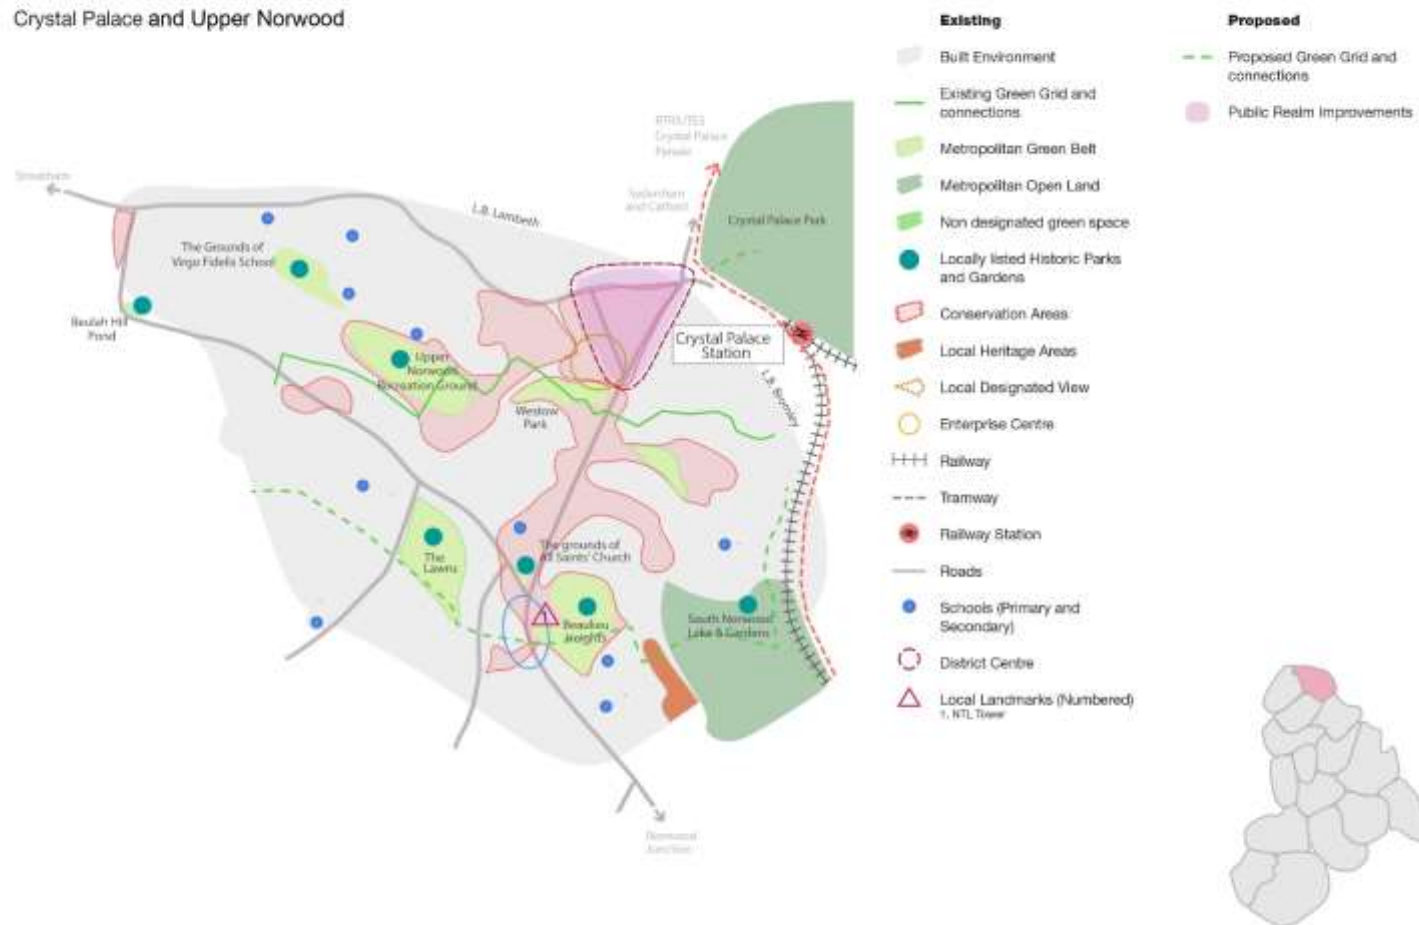 Crystal Palace and Upper Norwood
Streatham
L.B. Lambeth
Crystal Palace
Sydenham
and Catford
Crystal Palace Park
The Grounds of
Virgo Fidelis School
Beulah Hill
Pond
Upper
Norwood
Recreation Ground
Westow
Park
Crystal Palace
Station
L.B. Bromley
The
Lawns
The grounds of
All Saints' Church
1
Beaulieu
Heights
South Norwood
Lake & Gardens
Norwood
Junction
Existing
Built Environment
Existing Green Grid and
connections
Metropolitan Green Belt
Metropolitan Open Land
Non designated green space
Locally listed Historic Parks
and Gardens
Conservation Areas
Local Heritage Areas
Local Designated View
Enterprise Centre
Railway
Tramway
Railway Station
Roads
Schools (Primary and
Secondary)
District Centre
Local Landmarks (Numbered)
1. NTL Tower
Proposed
Proposed Green Grid and
connections
Public Realm Improvements